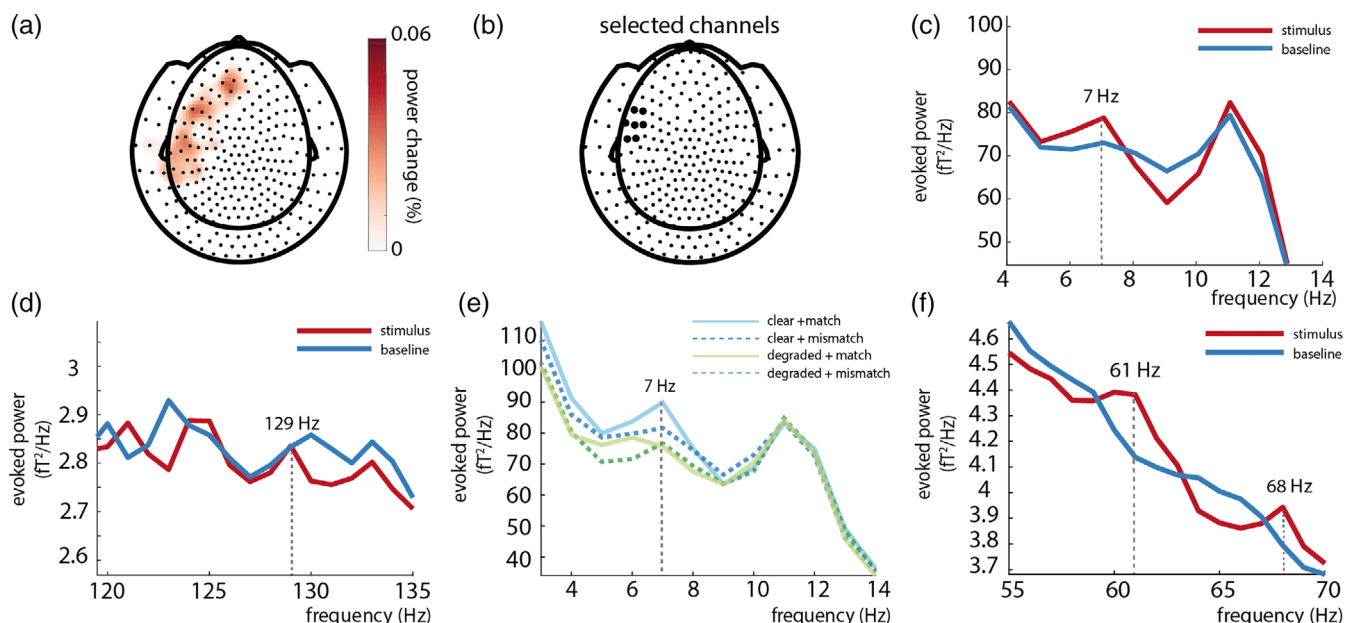 (a)
0.06
power change (%)
0
(b)
selected channels
(c)
100
90
80
70
60
50
evoked power
(fT²/Hz)
stimulus
baseline
7 Hz
4 6 8 10 12 14
frequency (Hz)
(d)
3
2.9
2.8
2.7
2.6
evoked power
(fT²/Hz)
stimulus
baseline
129 Hz
120 125 130 135
frequency (Hz)
(e)
110
100
90
80
70
60
50
40
evoked power
(fT²/Hz)
clear +match
clear + mismatch
degraded + match
degraded + mismatch
7 Hz
4 6 8 10 12 14
frequency (Hz)
(f)
4.6
4.4
4.3
4.2
4.1
4
3.9
3.8
3.7
evoked power
(fT²/Hz)
stimulus
baseline
61 Hz
68 Hz
55 60 65 70
frequency (Hz)